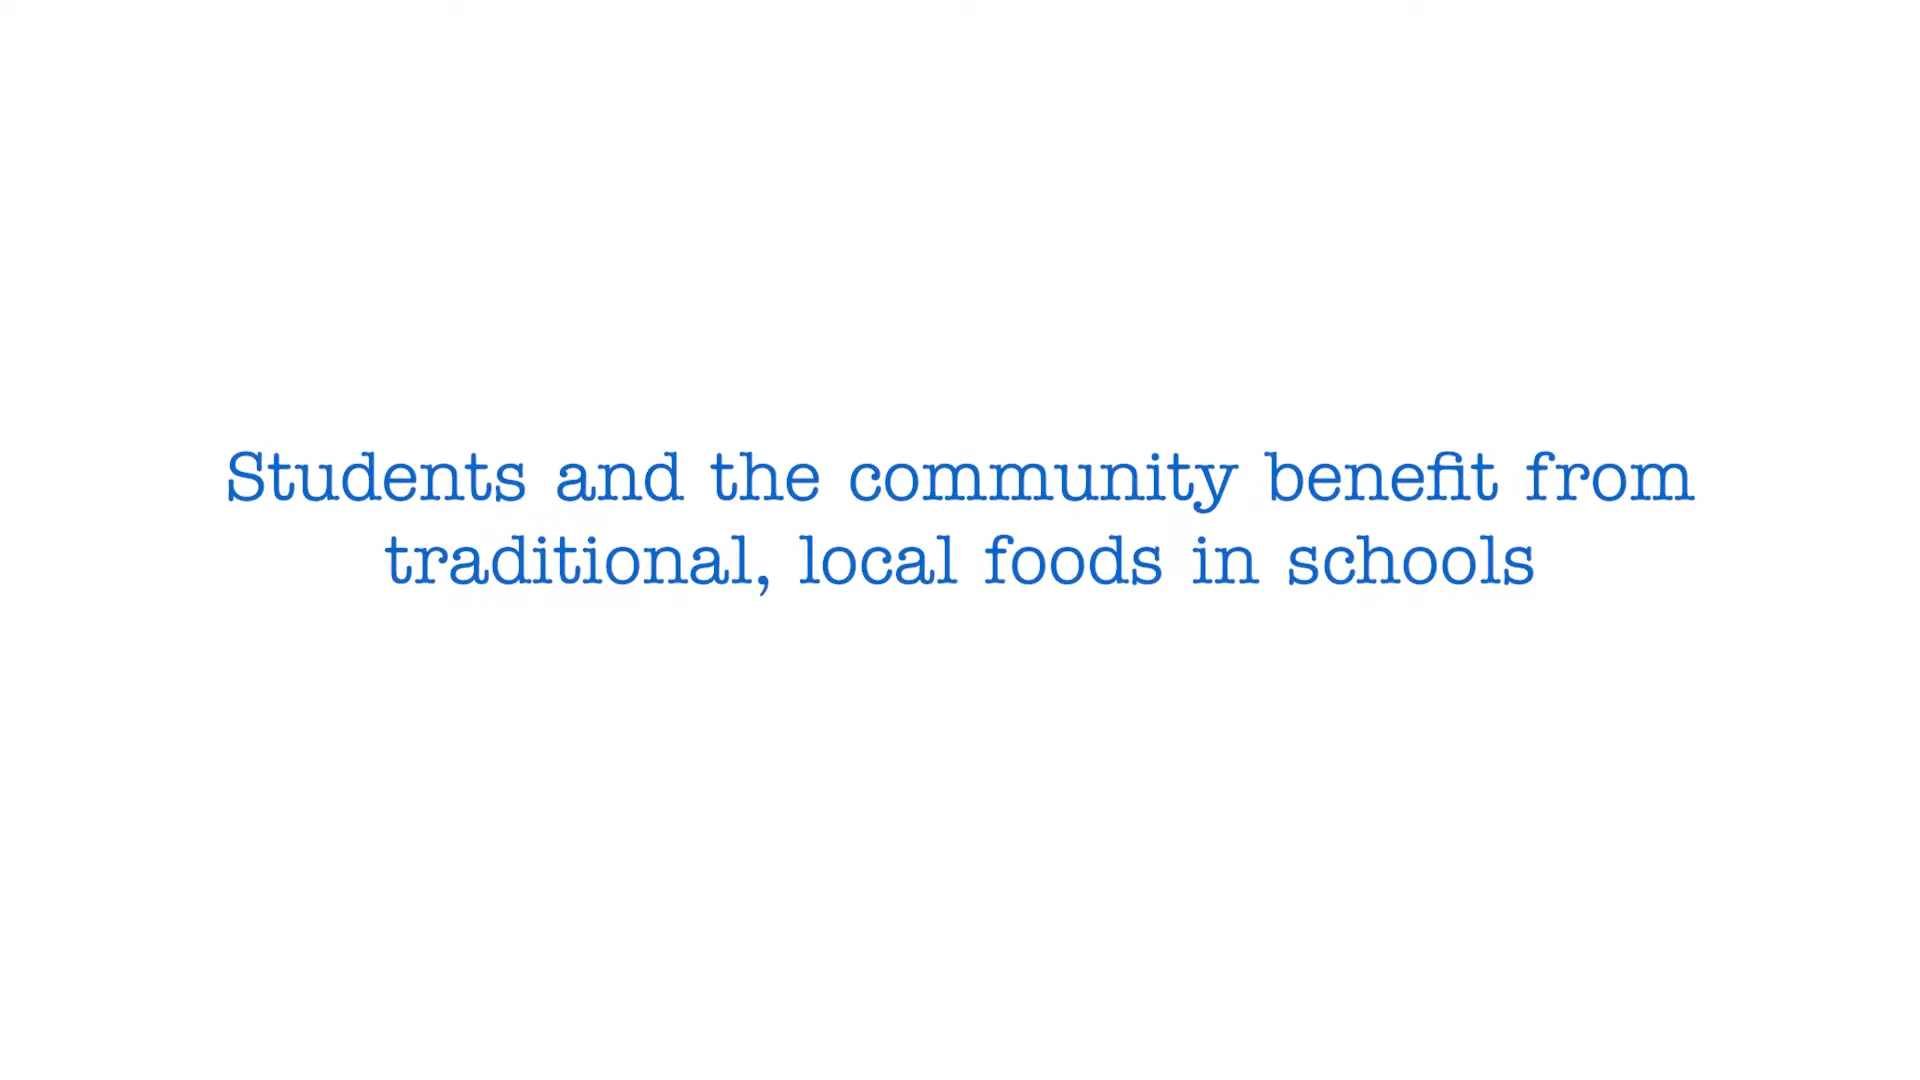 Students and the community benefit from
traditional, local foods in schools